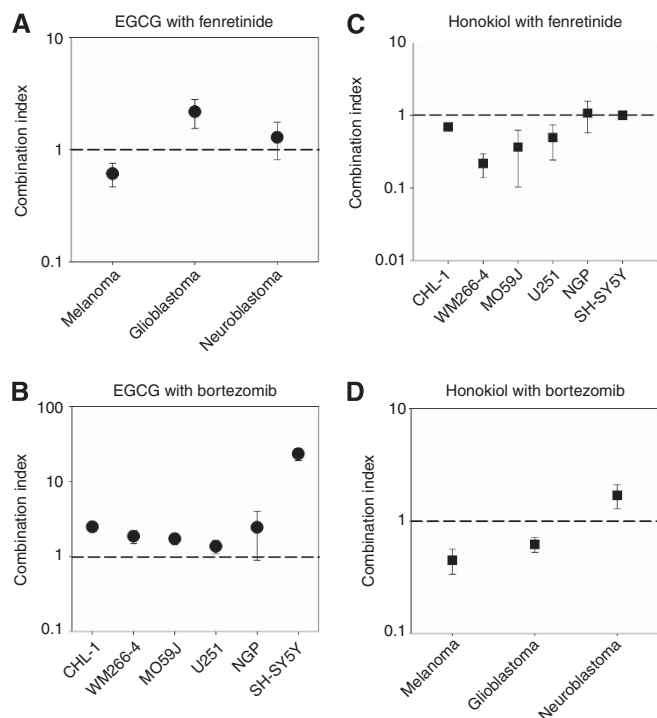 A
EGCG with fenretinide
Combination index
10
1
0.1
Melanoma
Glioblastoma
Neuroblastoma
C
Honokiol with fenretinide
Combination index
10
1
0.1
0.01
CHL-1
WM266-4
MO59J
U251
NGP
SH-SY5Y
B
EGCG with bortezomib
Combination index
100
10
1
0.1
CHL-1
WM266-4
MO59J
U251
NGP
SH-SY5Y
D
Honokiol with bortezomib
Combination index
10
1
0.1
Melanoma
Glioblastoma
Neuroblastoma